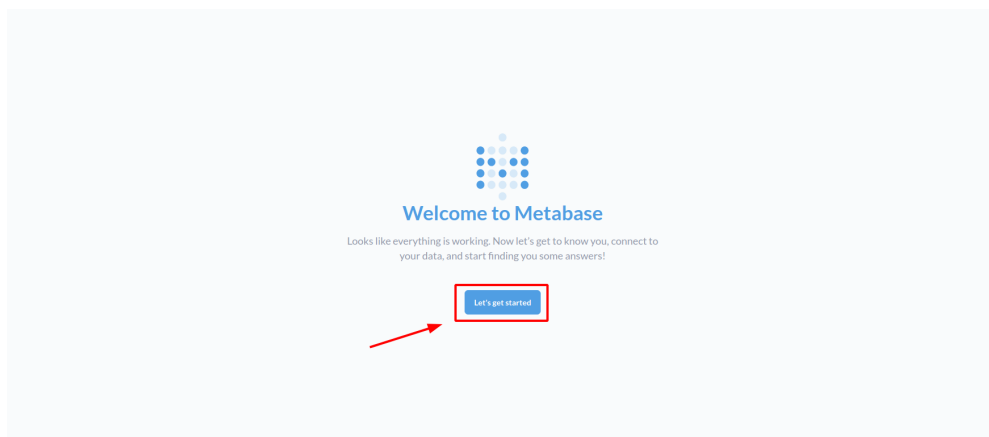 Welcome to Metabase
Looks like everything is working. Now let's get to know you, connect to
your data, and start finding you some answers!
Let's get started